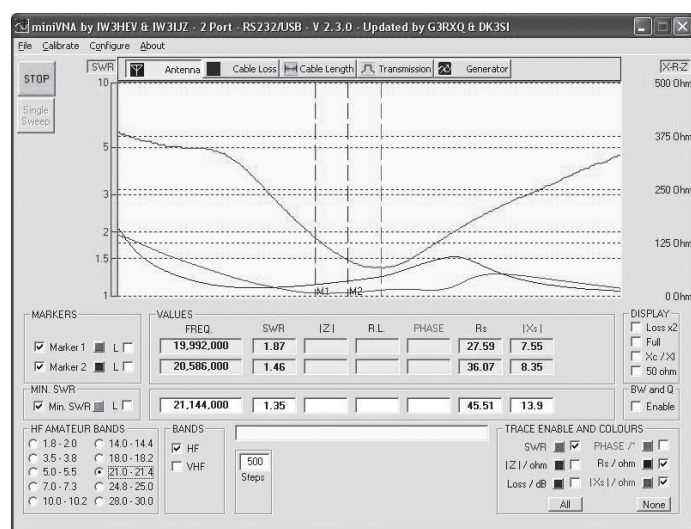 miniVNA by IW3HEV & IW3IJZ - 2 Port - RS232/USB - V 2.3.0 - Updated by G3RXQ & DK3SI
File Calibrate Configure About
STOP
Single Sweep
SWR
Antenna Cable Loss Cable Length Transmission Generator
X-R-Z
10 500 Ohm
5 375 Ohm
3 250 Ohm
2
1.5 125 Ohm
1 0 Ohm
M1 M2
MARKERS
Marker 1 L
Marker 2 L
VALUES
FREQ. SWR |Z| R.L. PHASE Rs |Xs|
19,992,000 1.87 27.59 7.55
20,586,000 1.46 36.07 8.35
DISPLAY
Loss x2
Full
Xc / Xl
50 ohm
MIN. SWR
Min. SWR L
21,144,000 1.35 45.51 13.9
BW and Q
Enable
HF AMATEUR BANDS
1.8 - 2.0 14.0 - 14.4
3.5 - 3.8 18.0 - 18.2
5.0 - 5.5 21.0 - 21.4
7.0 - 7.3 24.8 - 25.0
10.0 - 10.2 28.0 - 30.0
BANDS
HF
VHF
500
Steps
TRACE ENABLE AND COLOURS
SWR PHASE /°
|Z| / ohm Rs / ohm
Loss / dB |Xs| / ohm
All None